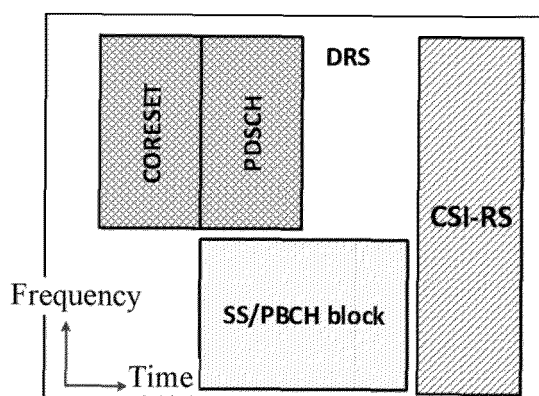 DRS
CORESET
PDSCH
CSI-RS
SS/PBCH block
Frequency
Time